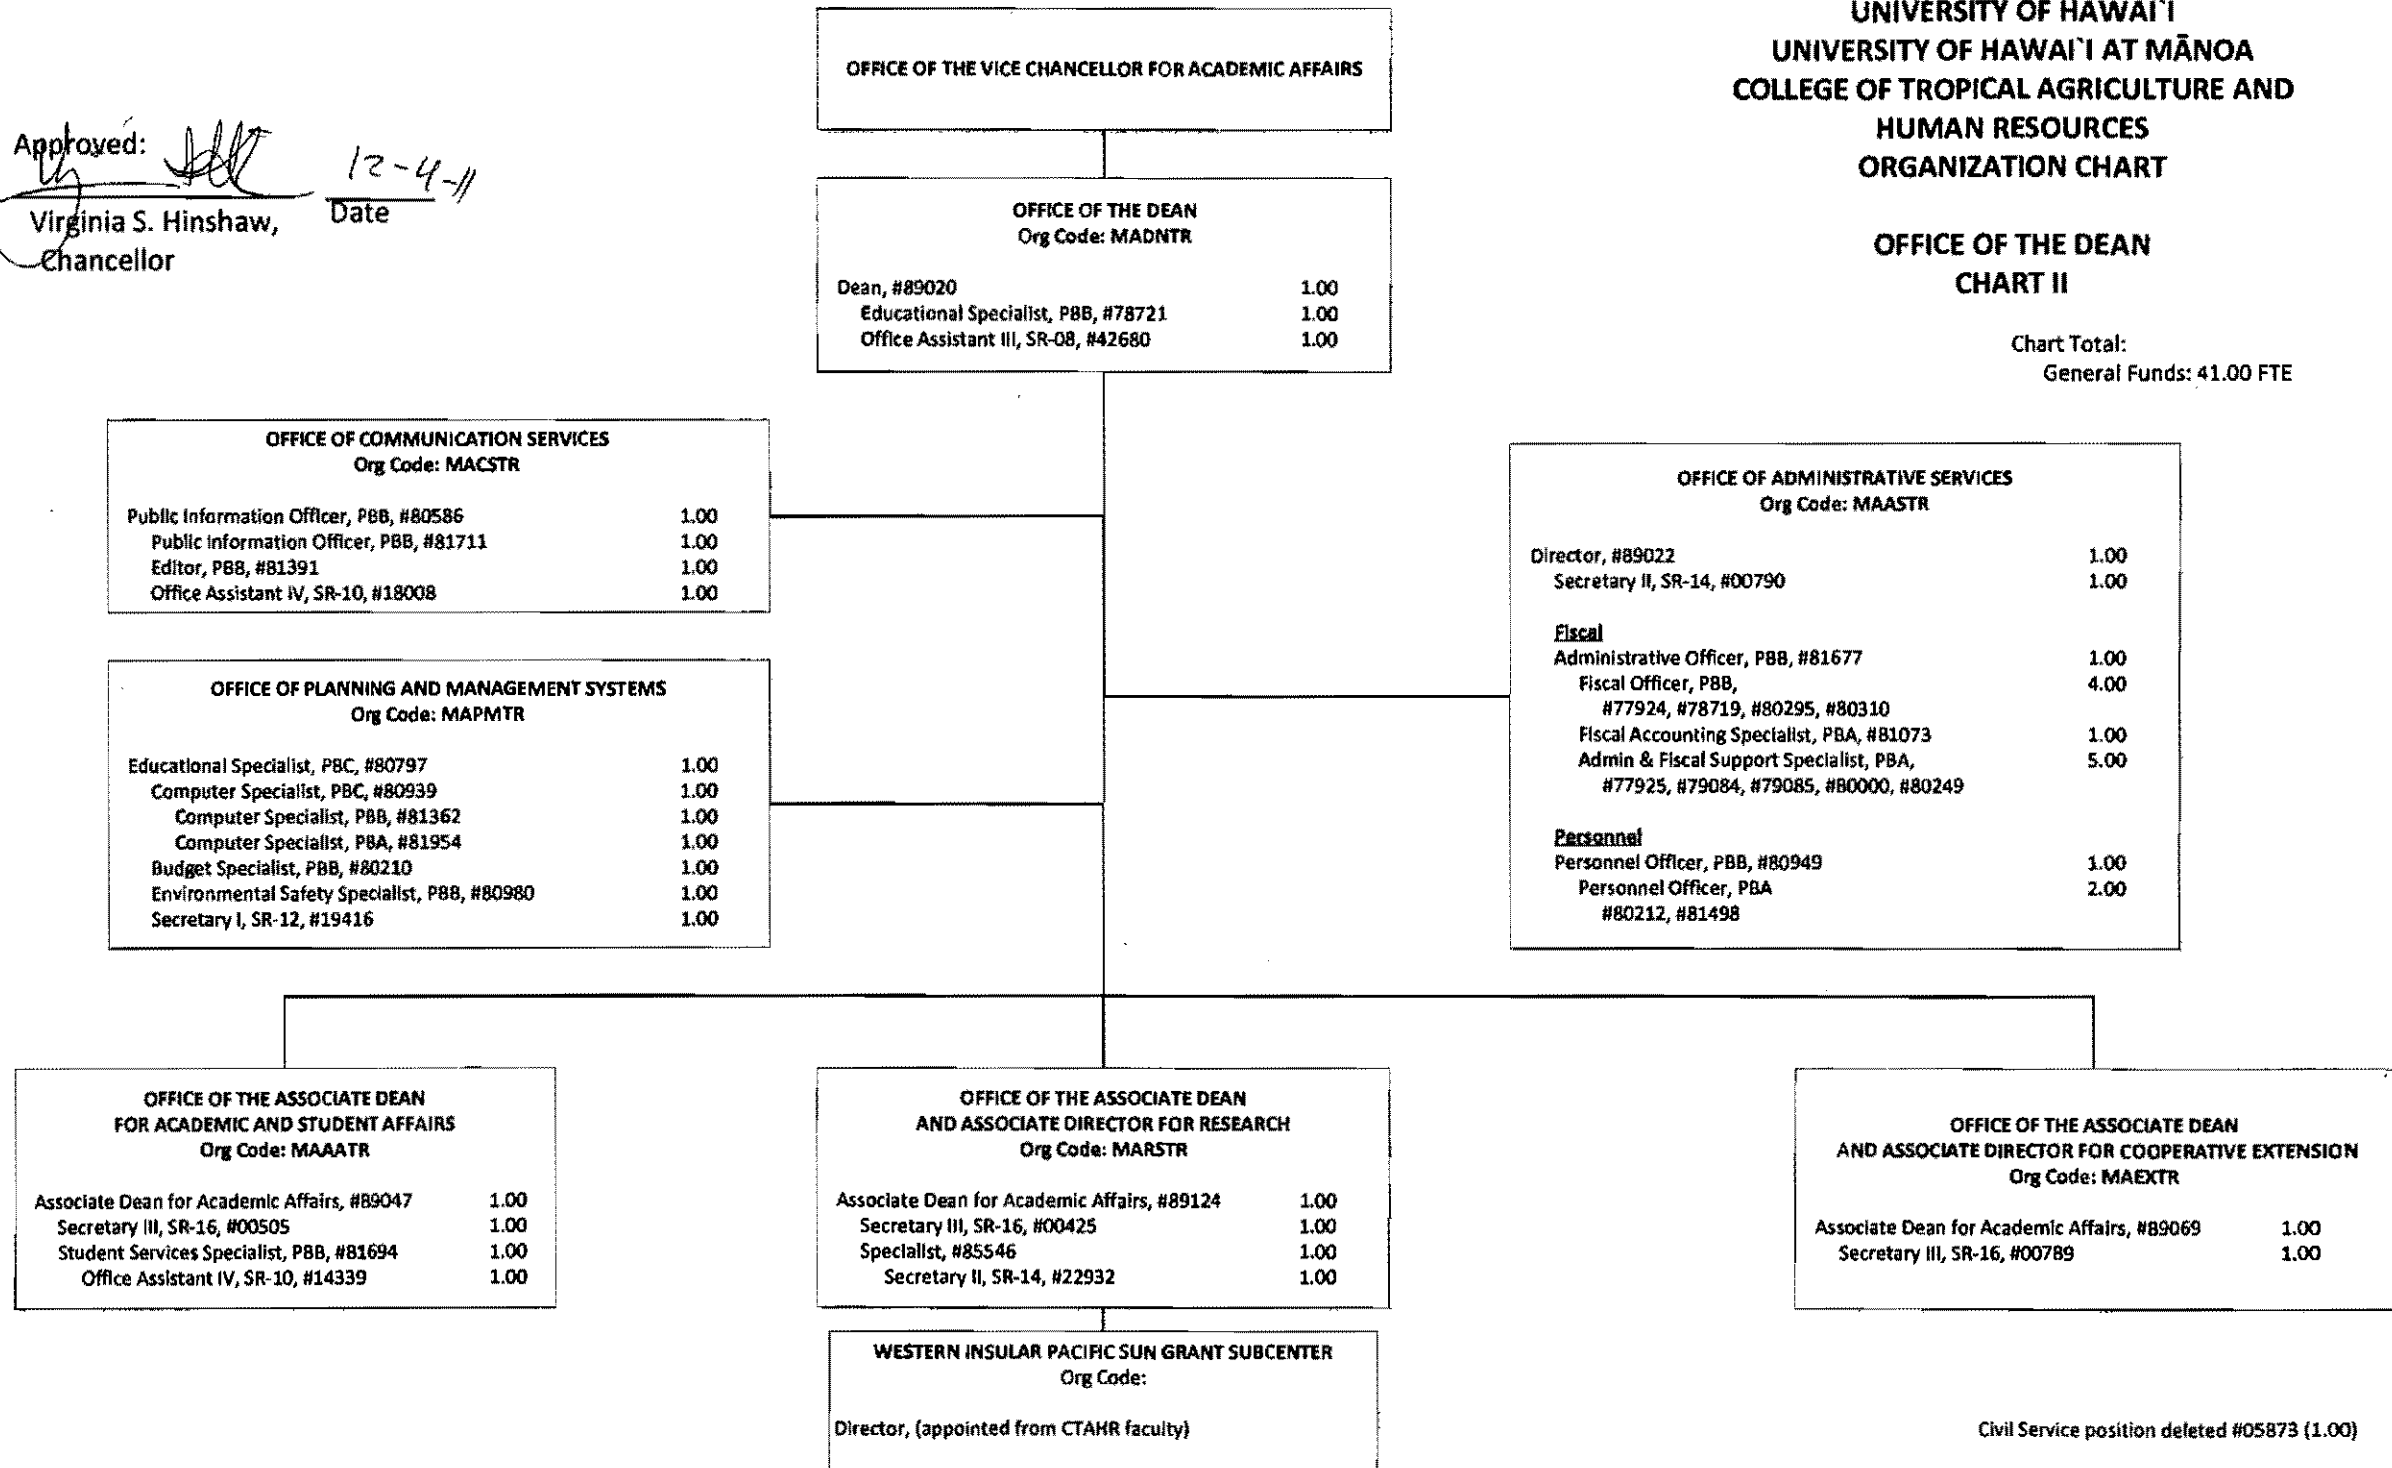 UNIVERSITY OF HAWAI`I
UNIVERSITY OF HAWAI`I AT MĀNOA
COLLEGE OF TROPICAL AGRICULTURE AND
HUMAN RESOURCES
ORGANIZATION CHART
OFFICE OF THE DEAN
CHART II
Chart Total:
General Funds: 41.00 FTE
Approved:
12-4-11
Virginia S. Hinshaw, Date
Chancellor
OFFICE OF THE VICE CHANCELLOR FOR ACADEMIC AFFAIRS
OFFICE OF THE DEAN
Org Code: MADNTR
Dean, #89020 1.00
Educational Specialist, PBB, #78721 1.00
Office Assistant III, SR-08, #42680 1.00
OFFICE OF COMMUNICATION SERVICES
Org Code: MACSTR
Public Information Officer, PBB, #80586 1.00
Public Information Officer, PBB, #81711 1.00
Editor, PBB, #81391 1.00
Office Assistant IV, SR-10, #18008 1.00
OFFICE OF PLANNING AND MANAGEMENT SYSTEMS
Org Code: MAPMTR
Educational Specialist, PBC, #80797 1.00
Computer Specialist, PBC, #80939 1.00
Computer Specialist, PBB, #81362 1.00
Computer Specialist, PBA, #81954 1.00
Budget Specialist, PBB, #80210 1.00
Environmental Safety Specialist, PBB, #80980 1.00
Secretary I, SR-12, #19416 1.00
OFFICE OF ADMINISTRATIVE SERVICES
Org Code: MAASTR
Director, #89022 1.00
Secretary II, SR-14, #00790 1.00
Fiscal
Administrative Officer, PBB, #81677 1.00
Fiscal Officer, PBB, 4.00
#77924, #78719, #80295, #80310
Fiscal Accounting Specialist, PBA, #81073 1.00
Admin & Fiscal Support Specialist, PBA, 5.00
#77925, #79084, #79085, #80000, #80249
Personnel
Personnel Officer, PBB, #80949 1.00
Personnel Officer, PBA 2.00
#80212, #81498
OFFICE OF THE ASSOCIATE DEAN
FOR ACADEMIC AND STUDENT AFFAIRS
Org Code: MAAATR
Associate Dean for Academic Affairs, #89047 1.00
Secretary III, SR-16, #00505 1.00
Student Services Specialist, PBB, #81694 1.00
Office Assistant IV, SR-10, #14339 1.00
OFFICE OF THE ASSOCIATE DEAN
AND ASSOCIATE DIRECTOR FOR RESEARCH
Org Code: MARSTR
Associate Dean for Academic Affairs, #89124 1.00
Secretary III, SR-16, #00425 1.00
Specialist, #85546 1.00
Secretary II, SR-14, #22932 1.00
OFFICE OF THE ASSOCIATE DEAN
AND ASSOCIATE DIRECTOR FOR COOPERATIVE EXTENSION
Org Code: MAEXTR
Associate Dean for Academic Affairs, #89069 1.00
Secretary III, SR-16, #00789 1.00
WESTERN INSULAR PACIFIC SUN GRANT SUBCENTER
Org Code:
Director, (appointed from CTAHR faculty)
Civil Service position deleted #05873 (1.00)